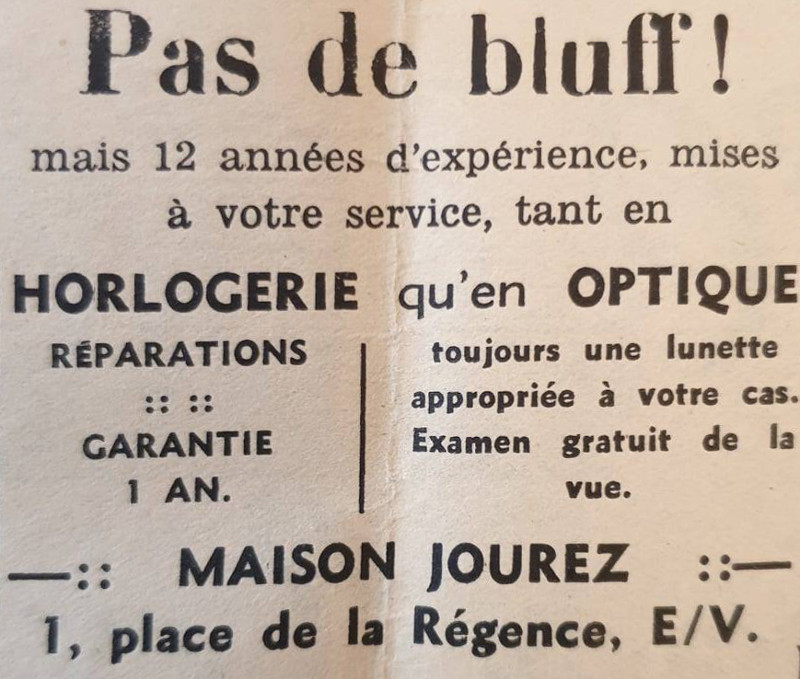 Pas de bluff!
mais 12 années d'expérience, mises
à votre service, tant en
HORLOGERIE qu'en OPTIQUE
RÉPARATIONS
:: ::
GARANTIE
1 AN.
toujours une lunette
appropriée à votre cas.
Examen gratuit de la
vue.
—:: MAISON JOUREZ ::—
1, place de la Régence, E/V.